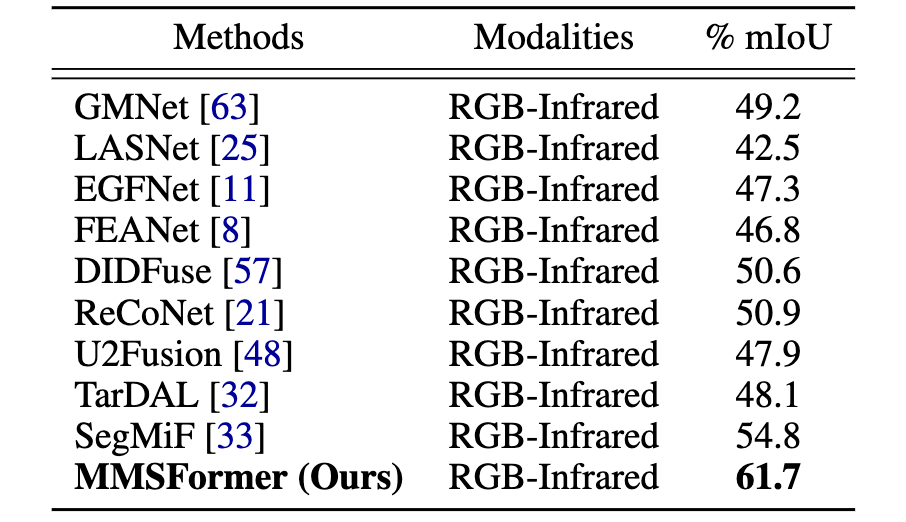 Methods Modalities % mIoU
GMNet [63] RGB-Infrared 49.2
LASNet [25] RGB-Infrared 42.5
EGFNet [11] RGB-Infrared 47.3
FEANet [8] RGB-Infrared 46.8
DIDFuse [57] RGB-Infrared 50.6
ReCoNet [21] RGB-Infrared 50.9
U2Fusion [48] RGB-Infrared 47.9
TarDAL [32] RGB-Infrared 48.1
SegMiF [33] RGB-Infrared 54.8
MMSFormer (Ours) RGB-Infrared 61.7